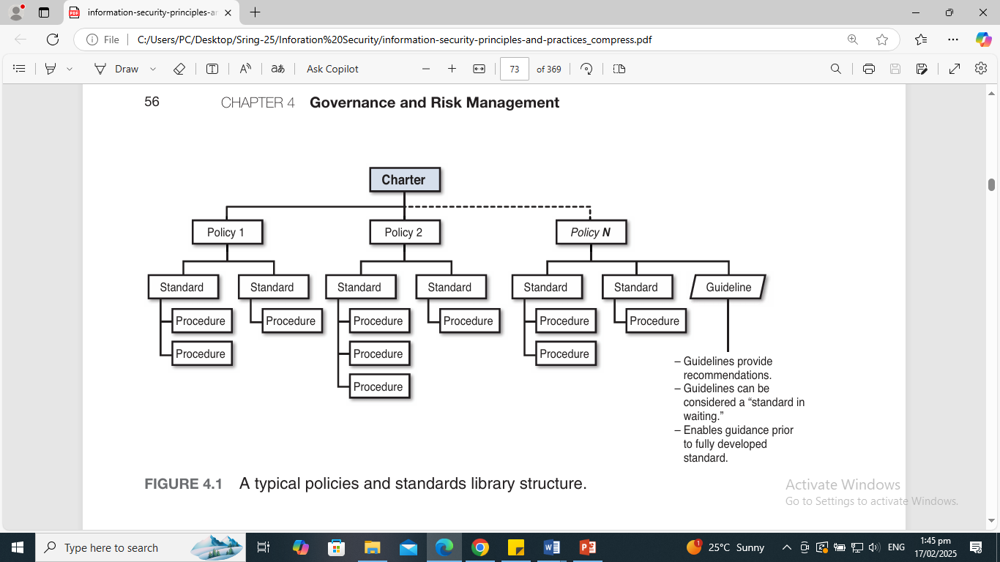 information-security-principles-ar
File
C:/Users/PC/Desktop/Sring-25/Inforation%20Security/information-security-principles-and-practices_compress.pdf
Draw
Ask Copilot
73
of 369
56 CHAPTER 4 Governance and Risk Management
Charter
Policy 1 Policy 2 Policy N
Standard Standard Standard Standard Standard Standard Guideline
Procedure Procedure Procedure Procedure Procedure Procedure
Procedure Procedure Procedure
Procedure
– Guidelines provide
recommendations.
– Guidelines can be
considered a “standard in
waiting.”
– Enables guidance prior
to fully developed
standard.
FIGURE 4.1 A typical policies and standards library structure.
Activate Windows
Go to Settings to activate Windows.
Type here to search
1
25°C Sunny
ENG
1:45 pm
17/02/2025